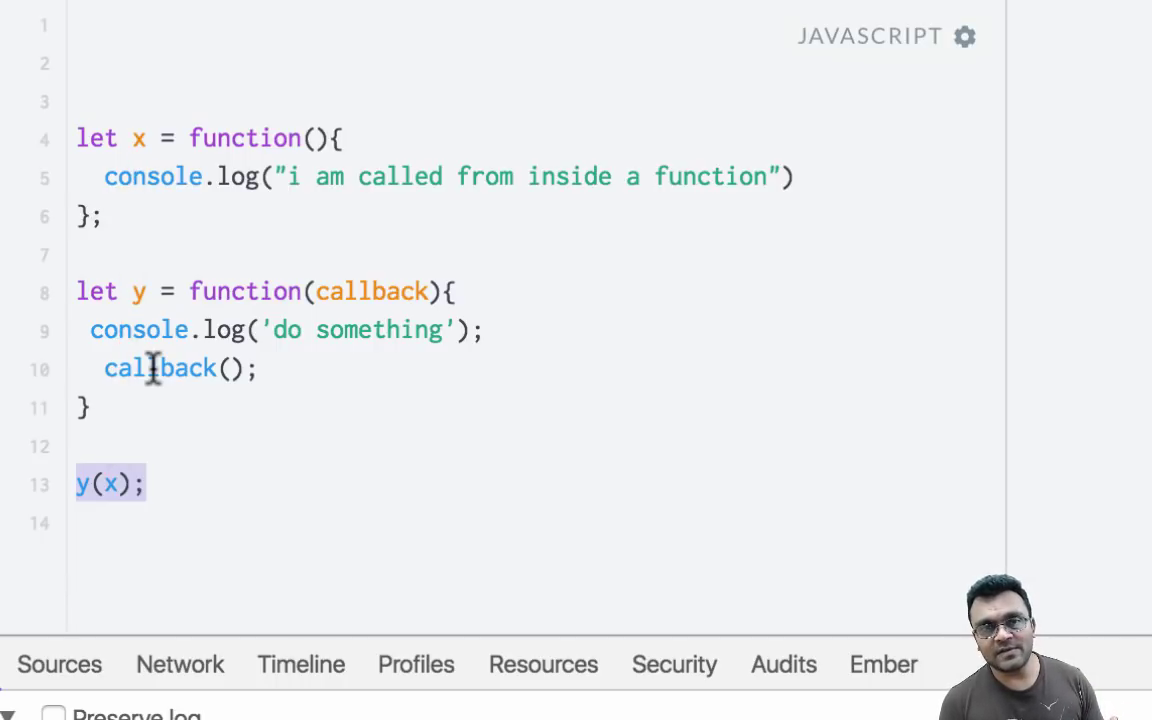 1
JAVASCRIPT
2
3
4 let x = function(){
5 console.log("i am called from inside a function")
6 };
7
8 let y = function(callback){
9 console.log('do something');
10 callback();
11 }
12
13 y(x);
14
Sources Network Timeline Profiles Resources Security Audits Ember
Preserve log